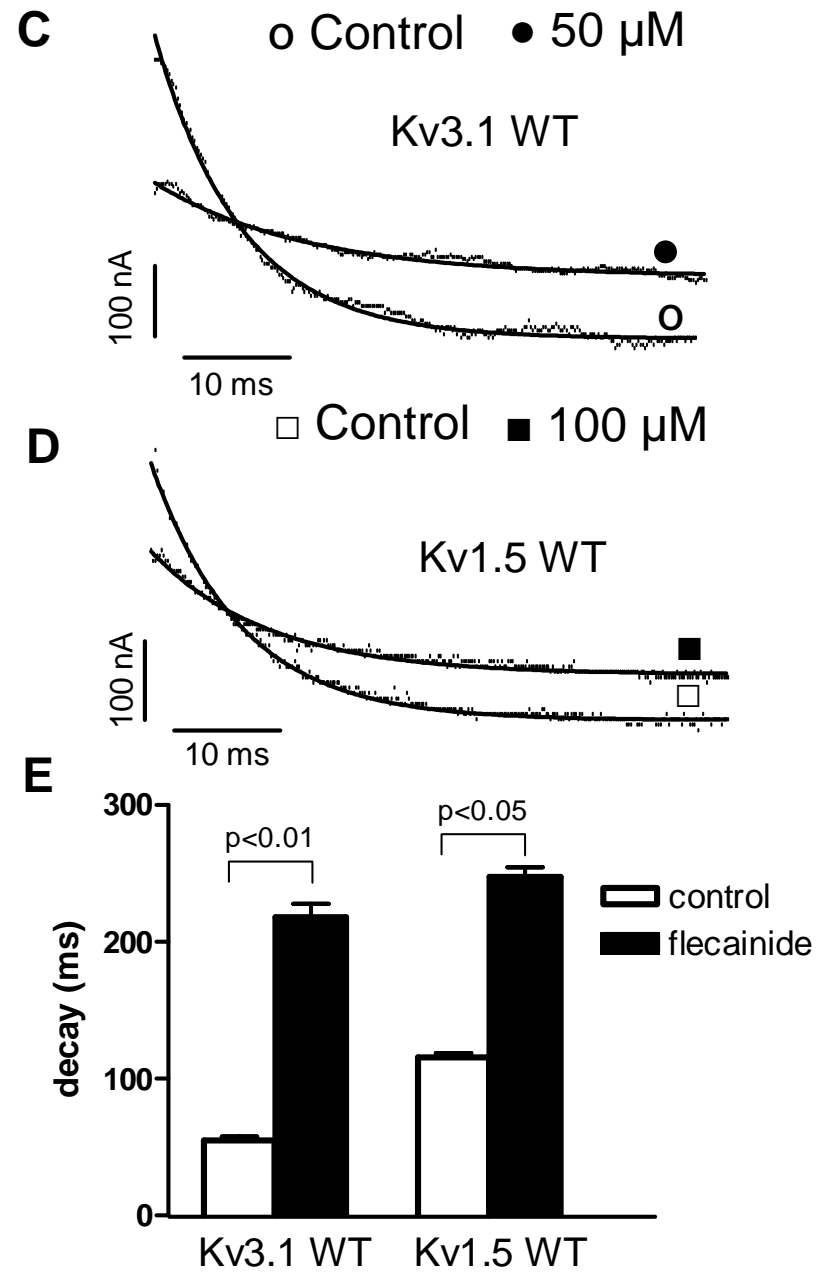 C
o Control ● 50 µM
Kv3.1 WT
100 nA
10 ms
D
□ Control ■ 100 µM
Kv1.5 WT
100 nA
10 ms
E
300
200
100
0
decay (ms)
p<0.01
p<0.05
control
flecainide
Kv3.1 WT Kv1.5 WT